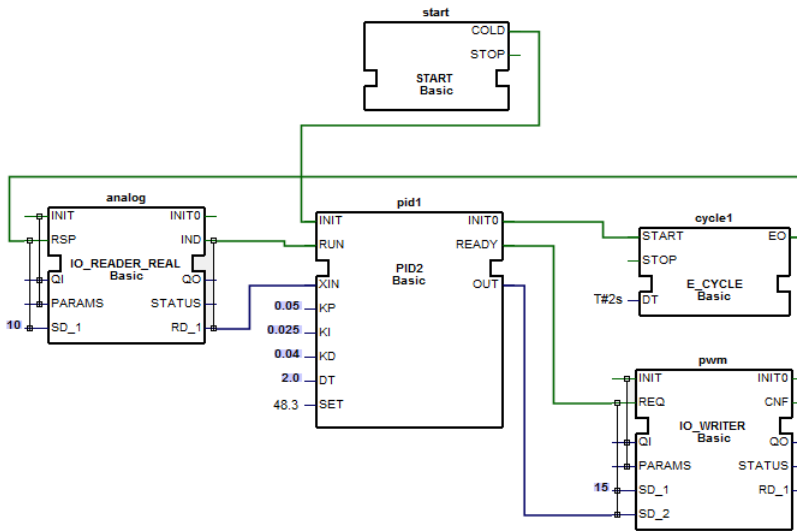 start
COLD
STOP
START
Basic
analog
INIT INIT0
RSP IND
IO_READER_REAL
Basic
QI QO
PARAMS STATUS
10 SD_1 RD_1
pid1
INIT INIT0
RUN READY
PID2
Basic
XIN OUT
0.05 KP
0.025 KI
0.04 KD
2.0 DT
48.3 SET
cycle1
START EO
STOP
E_CYCLE
Basic
T#2s DT
pwm
INIT INIT0
REQ CNF
IO_WRITER
Basic
QI QO
PARAMS STATUS
15 SD_1 RD_1
SD_2